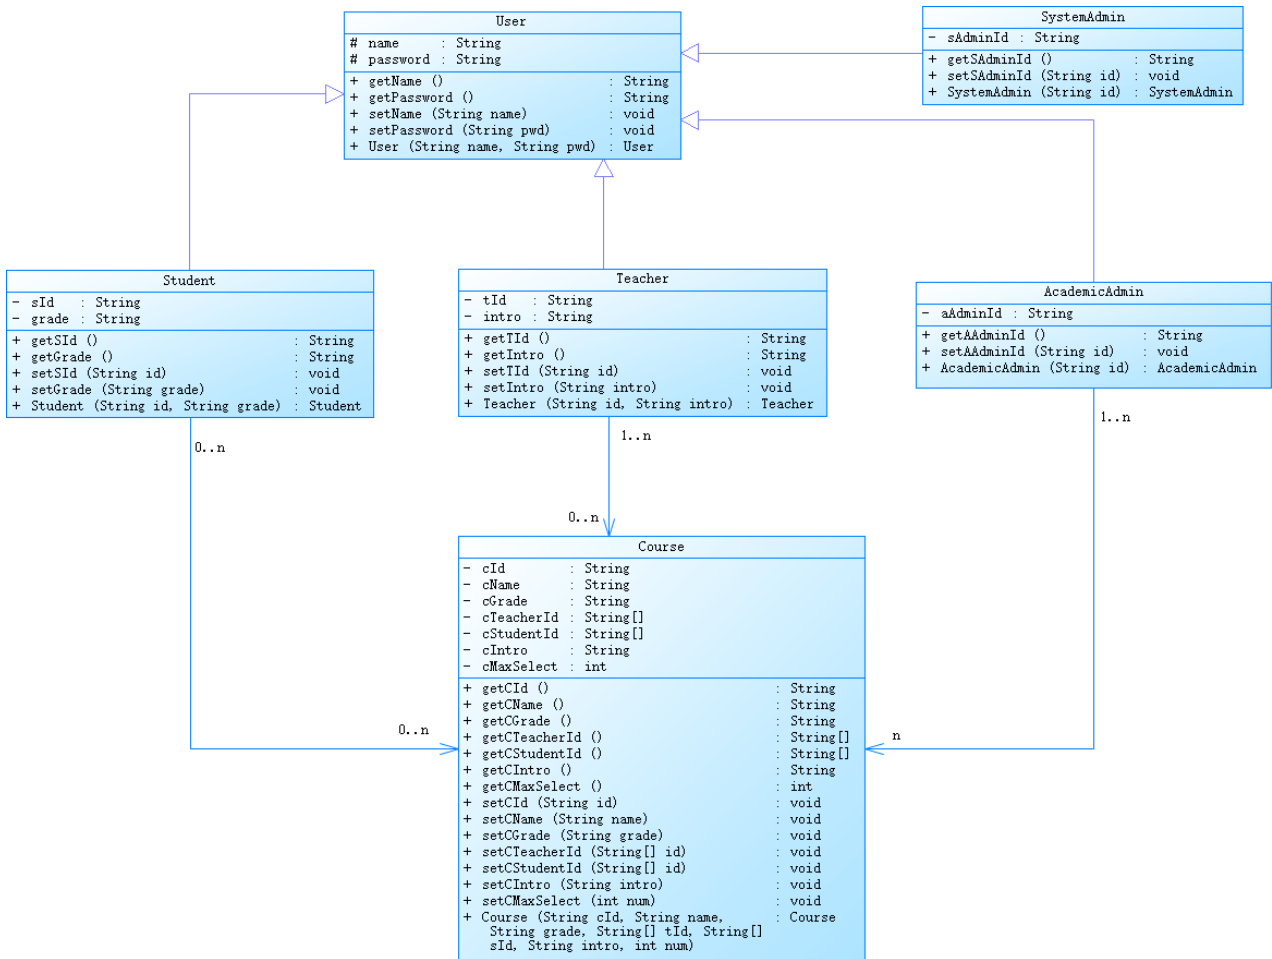 User
# name : String
# password : String
+ getName () : String
+ getPassword () : String
+ setName (String name) : void
+ setPassword (String pwd) : void
+ User (String name, String pwd) : User
SystemAdmin
- sAdminId : String
+ getSAdminId () : String
+ setSAdminId (String id) : void
+ SystemAdmin (String id) : SystemAdmin
Student
- sId : String
- grade : String
+ getSId () : String
+ getGrade () : String
+ setSId (String id) : void
+ setGrade (String grade) : void
+ Student (String id, String grade) : Student
Teacher
- tId : String
- intro : String
+ getTId () : String
+ getIntro () : String
+ setTId (String id) : void
+ setIntro (String intro) : void
+ Teacher (String id, String intro) : Teacher
AcademicAdmin
- aAdminId : String
+ getAAdminId () : String
+ setAAdminId (String id) : void
+ AcademicAdmin (String id) : AcademicAdmin
0..n
1..n
1..n
0..n
0..n
n
Course
- cId : String
- cName : String
- cGrade : String
- cTeacherId : String[]
- cStudentId : String[]
- cIntro : String
- cMaxSelect : int
+ getCId () : String
+ getCName () : String
+ getCGrade () : String
+ getCTeacherId () : String[]
+ getCStudentId () : String[]
+ getCIntro () : String
+ getCMaxSelect () : int
+ setCId (String id) : void
+ setCName (String name) : void
+ setCGrade (String grade) : void
+ setCTeacherId (String[] id) : void
+ setCStudentId (String[] id) : void
+ setCIntro (String intro) : void
+ setCMaxSelect (int num) : void
+ Course (String cId, String name, : Course
String grade, String[] tId, String[]
sId, String intro, int num)